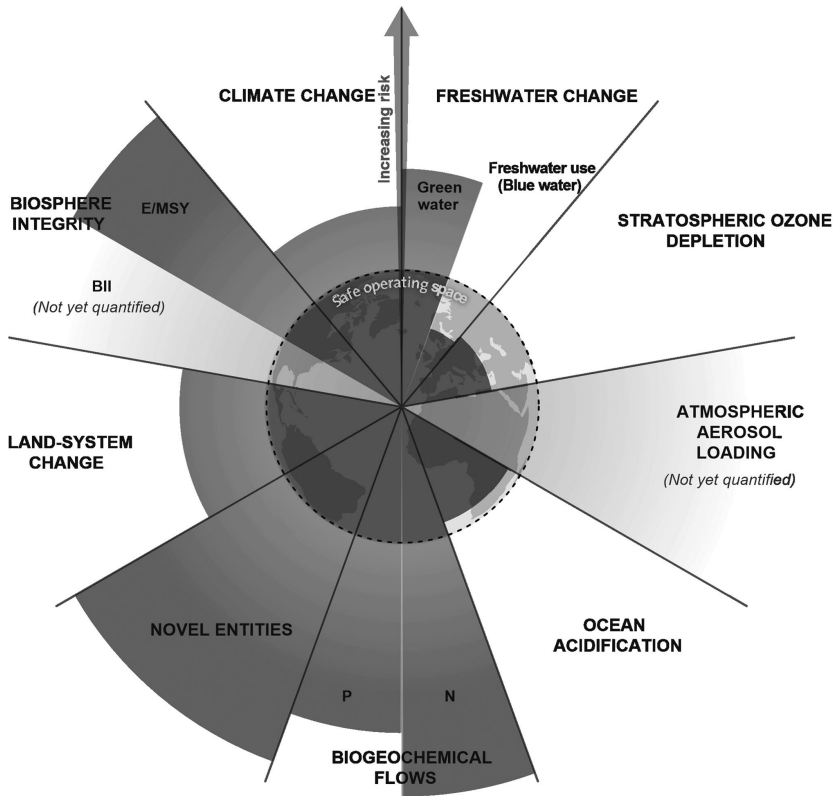 Increasing risk
CLIMATE CHANGE
FRESHWATER CHANGE
Green
water
Freshwater use
(Blue water)
STRATOSPHERIC OZONE
DEPLETION
BIOSPHERE
INTEGRITY
E/MSY
BII
(Not yet quantified)
Safe operating space
ATMOSPHERIC
AEROSOL
LOADING
(Not yet quantified)
LAND-SYSTEM
CHANGE
NOVEL ENTITIES
OCEAN
ACIDIFICATION
P
N
BIOGEOCHEMICAL
FLOWS